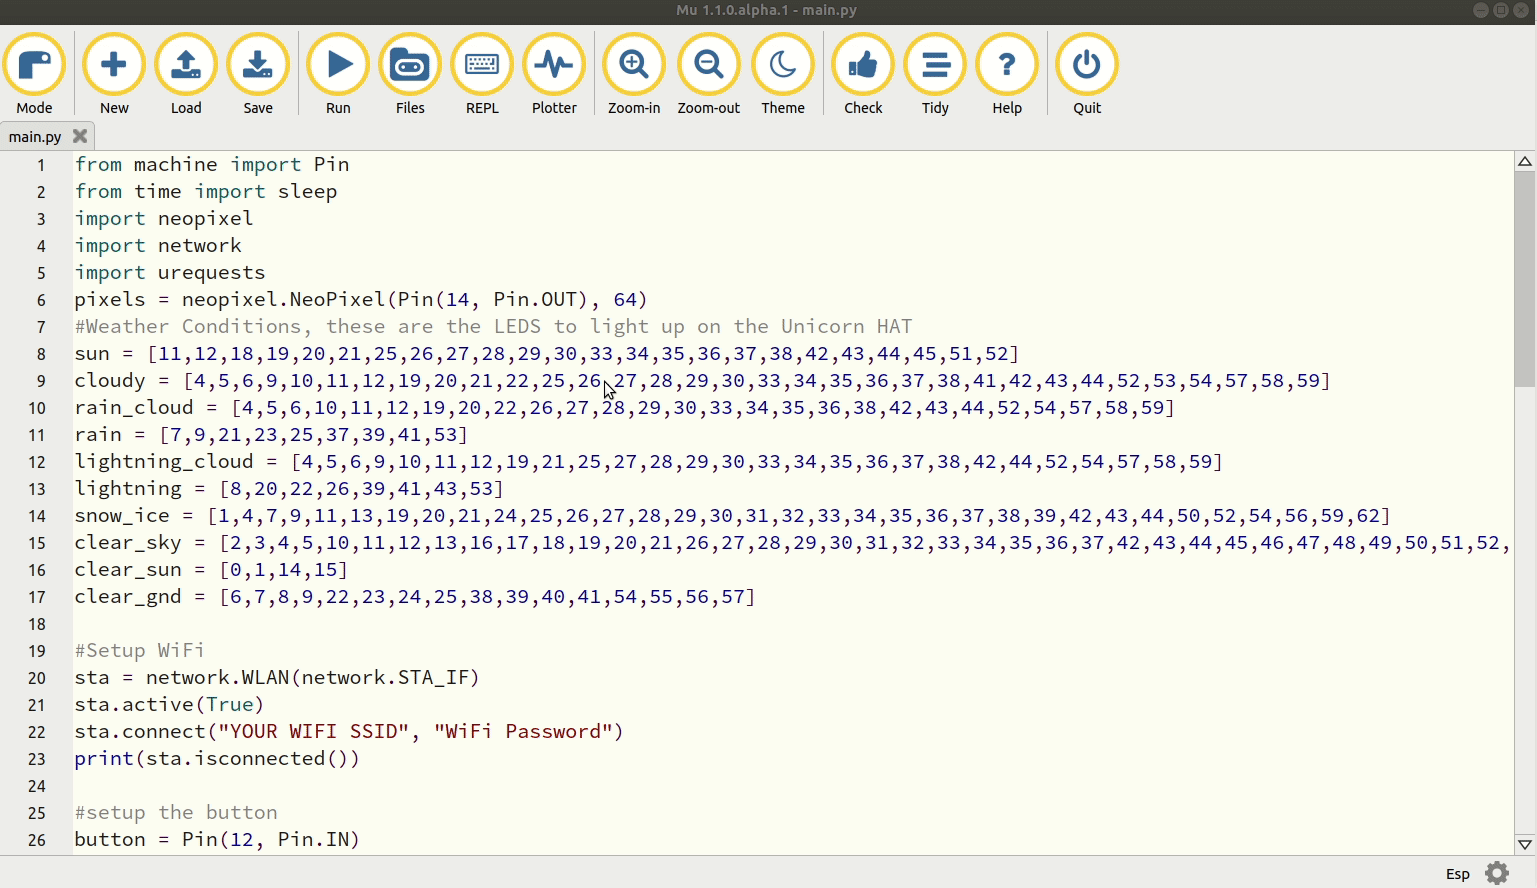 Mu 1.1.0.alpha.1 - main.py
Mode New Load Save Run Files REPL Plotter Zoom-in Zoom-out Theme Check Tidy Help Quit
main.py
1 from machine import Pin
2 from time import sleep
3 import neopixel
4 import network
5 import urequests
6 pixels = neopixel.NeoPixel(Pin(14, Pin.OUT), 64)
7 #Weather Conditions, these are the LEDS to light up on the Unicorn HAT
8 sun = [11,12,18,19,20,21,25,26,27,28,29,30,33,34,35,36,37,38,42,43,44,45,51,52]
9 cloudy = [4,5,6,9,10,11,12,19,20,21,22,25,26,27,28,29,30,33,34,35,36,37,38,41,42,43,44,52,53,54,57,58,59]
10 rain_cloud = [4,5,6,10,11,12,19,20,22,26,27,28,29,30,33,34,35,36,38,42,43,44,52,54,57,58,59]
11 rain = [7,9,21,23,25,37,39,41,53]
12 lightning_cloud = [4,5,6,9,10,11,12,19,21,25,27,28,29,30,33,34,35,36,37,38,42,44,52,54,57,58,59]
13 lightning = [8,20,22,26,39,41,43,53]
14 snow_ice = [1,4,7,9,11,13,19,20,21,24,25,26,27,28,29,30,31,32,33,34,35,36,37,38,39,42,43,44,50,52,54,56,59,62]
15 clear_sky = [2,3,4,5,10,11,12,13,16,17,18,19,20,21,26,27,28,29,30,31,32,33,34,35,36,37,42,43,44,45,46,47,48,49,50,51,52,
16 clear_sun = [0,1,14,15]
17 clear_gnd = [6,7,8,9,22,23,24,25,38,39,40,41,54,55,56,57]
18
19 #Setup WiFi
20 sta = network.WLAN(network.STA_IF)
21 sta.active(True)
22 sta.connect("YOUR WIFI SSID", "WiFi Password")
23 print(sta.isconnected())
24
25 #setup the button
26 button = Pin(12, Pin.IN)
Esp